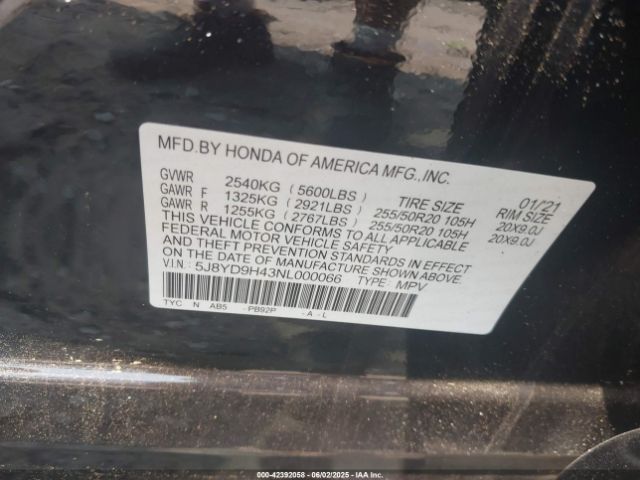 MFD.BY HONDA OF AMERICA MFG.,INC.
01/'21
GVWR 2540KG (5600LBS) TIRE SIZE RIM SIZE
GAWR F 1325KG (2921LBS) 255/50R20 105H 20X9.0J
GAWR R 1255KG (2767LBS) 255/50R20 105H 20X9.0J
THIS VEHICLE CONFORMS TO ALL APPLICABLE
FEDERAL MOTOR VEHICLE SAFETY
AND THEFT PREVENTION STANDARDS IN EFFECT
ON THE DATE OF MANUFACTURE SHOWN ABOVE.
V.I.N.: 5J8YD9H43NL000066 TYPE: MPV
TYC N AB5 -PB92P -A-L
000-42392058 - 06/02/2025 - IAA Inc.